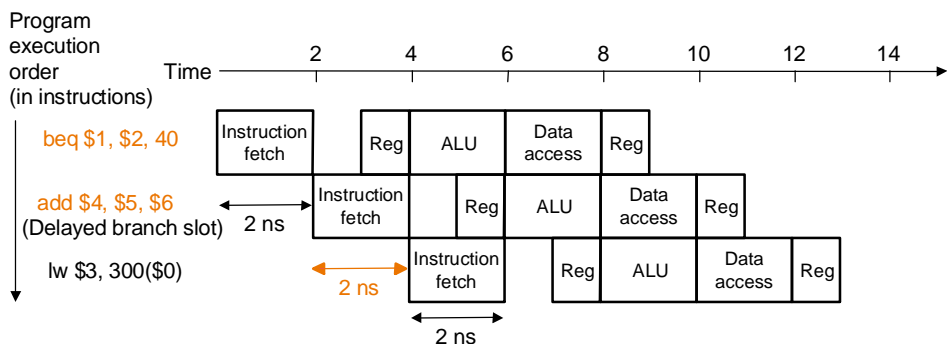 Program
execution
order
(in instructions)
Time
2
4
6
8
10
12
14
beq $1, $2, 40
Instruction
fetch
Reg
ALU
Data
access
Reg
add $4, $5, $6
(Delayed branch slot)
2 ns
Instruction
fetch
Reg
ALU
Data
access
Reg
lw $3, 300($0)
2 ns
Instruction
fetch
Reg
ALU
Data
access
Reg
2 ns